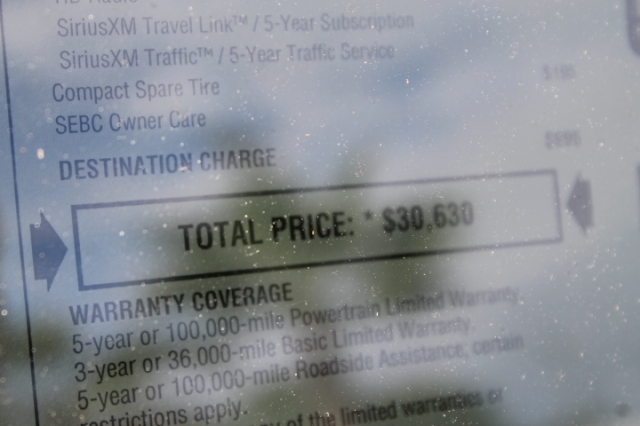 HD Radio
SiriusXM Travel Link™ / 5-Year Subscription
SiriusXM Traffic™ / 5-Year Traffic Service
Compact Spare Tire
SEBC Owner Care
DESTINATION CHARGE
TOTAL PRICE: * $30,630
WARRANTY COVERAGE
5-year or 100,000-mile Powertrain Limited Warranty.
3-year or 36,000-mile Basic Limited Warranty.
5-year or 100,000-mile Roadside Assistance; certain
restrictions apply.
of the limited warranties or